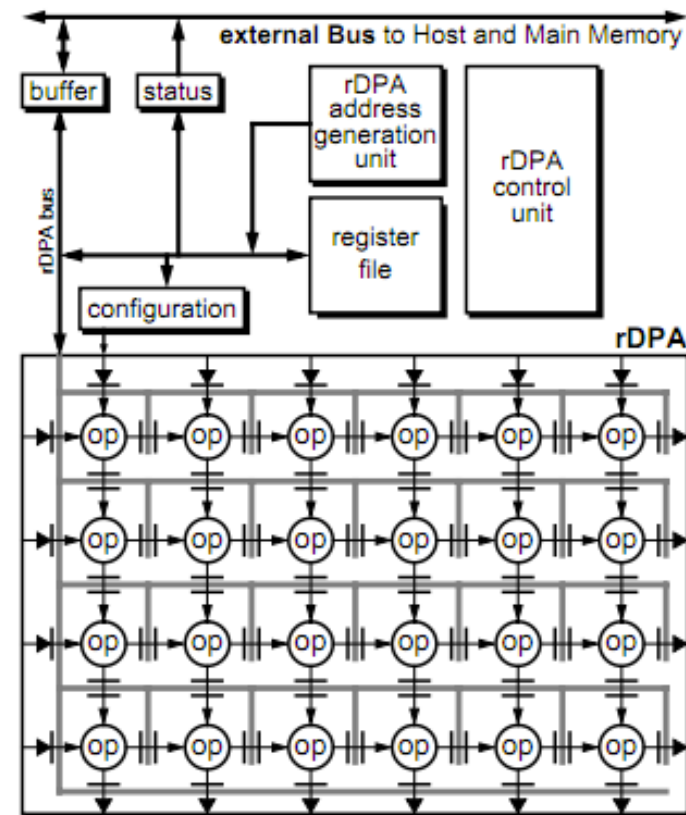 external Bus to Host and Main Memory
buffer
status
rDPA
address
generation
unit
rDPA
control
unit
rDPA bus
register
file
configuration
rDPA
op op op op op op
op op op op op op
op op op op op op
op op op op op op